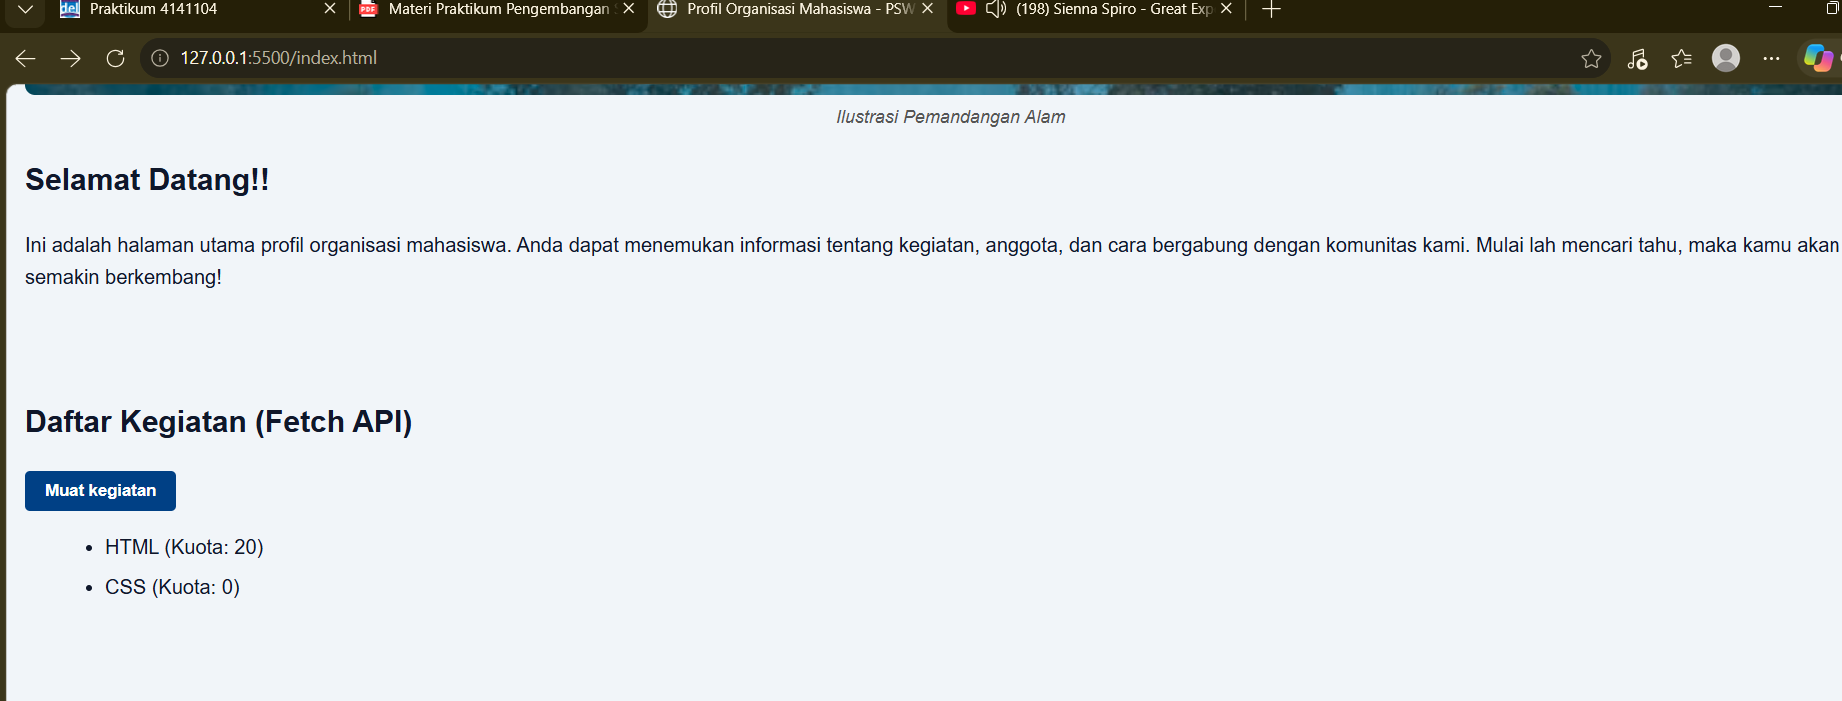 del Praktikum 4141104
PDF Materi Praktikum Pengembangan
Profil Organisasi Mahasiswa - PSW
(198) Sienna Spiro - Great Exp
127.0.0.1:5500/index.html
Ilustrasi Pemandangan Alam
Selamat Datang!!
Ini adalah halaman utama profil organisasi mahasiswa. Anda dapat menemukan informasi tentang kegiatan, anggota, dan cara bergabung dengan komunitas kami. Mulai lah mencari tahu, maka kamu akan
semakin berkembang!
Daftar Kegiatan (Fetch API)
Muat kegiatan
• HTML (Kuota: 20)
• CSS (Kuota: 0)